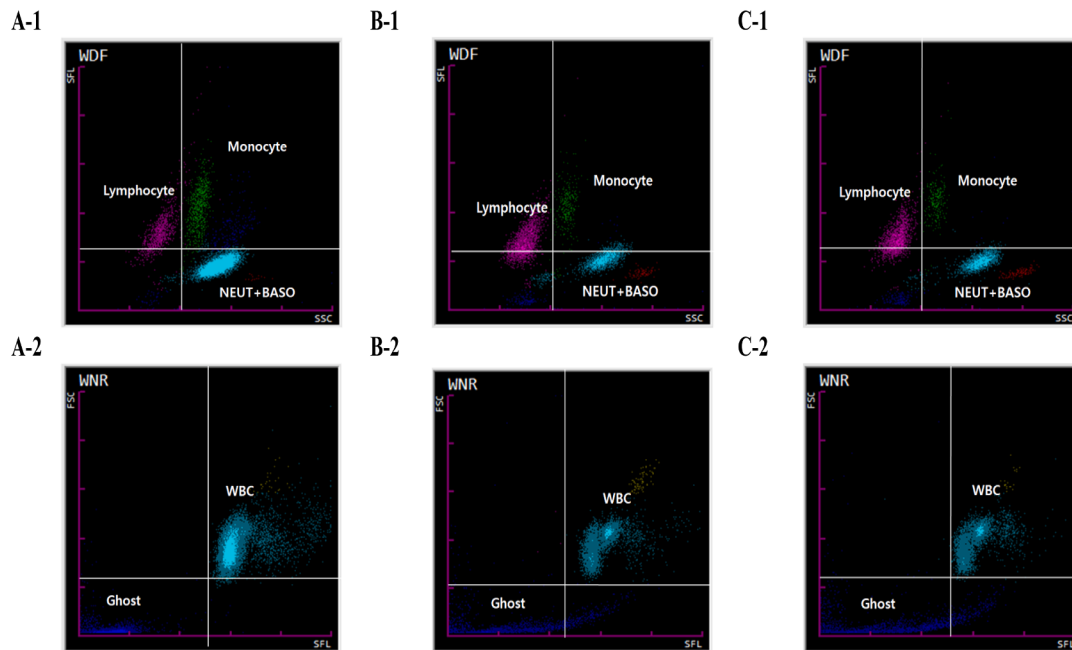 A-1
B-1
C-1
WDF
SFL
Monocyte
Lymphocyte
NEUT+BASO
SSC
WDF
SFL
Monocyte
Lymphocyte
NEUT+BASO
SSC
WDF
SFL
Monocyte
Lymphocyte
NEUT+BASO
SSC
A-2
B-2
C-2
WNR
FSC
WBC
Ghost
SFL
WNR
FSC
WBC
Ghost
SFL
WNR
FSC
WBC
Ghost
SFL